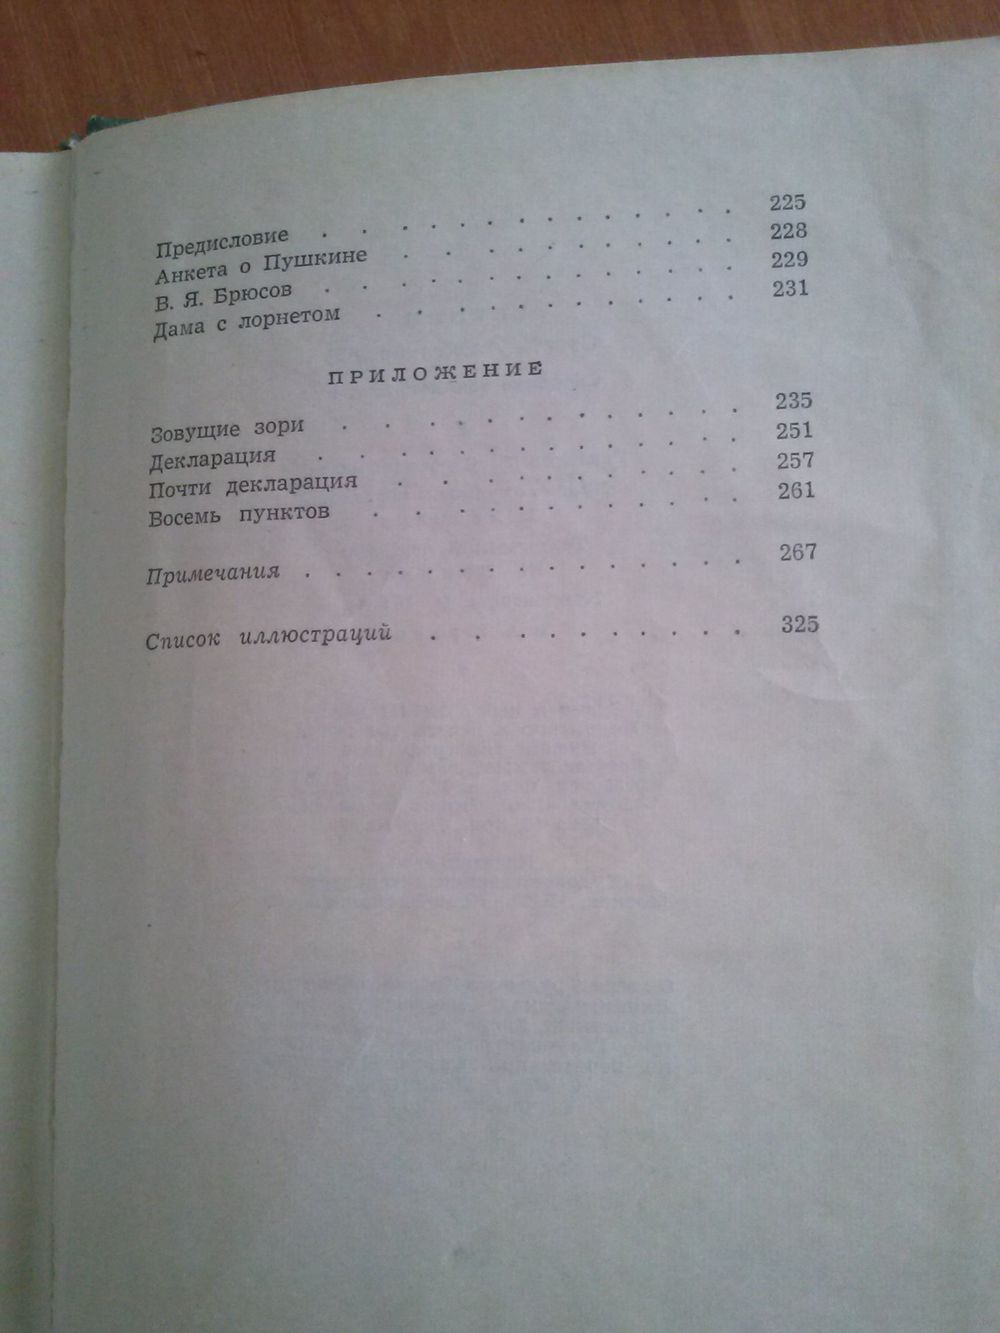 Предисловие . . . . . . . . . . . 225
Анкета о Пушкине . . . . . . . . 228
В. Я. Брюсов . . . . . . . . . . . 229
Дама с лорнетом . . . . . . . . . 231
ПРИЛОЖЕНИЕ
Зовущие зори . . . . . . . . . . 235
Декларация . . . . . . . . . . . 251
Почти декларация . . . . . . . . 257
Восемь пунктов . . . . . . . . . 261
Примечания . . . . . . . . . . . 267
Список иллюстраций . . . . . . . . 325